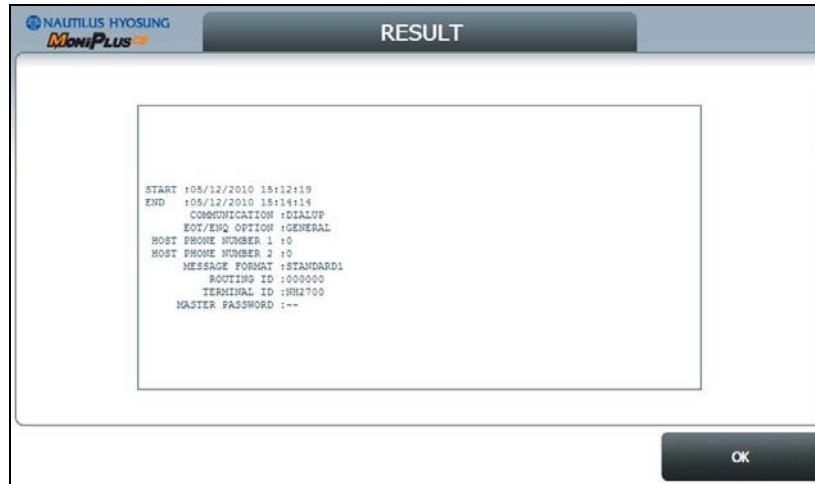 NAUTILUS HYOSUNG
MoniPlus CE
RESULT
START :05/12/2010 15:12:19
END :05/12/2010 15:14:14
COMMUNICATION :DIALUP
EOT/ENQ OPTION :GENERAL
HOST PHONE NUMBER 1 :0
HOST PHONE NUMBER 2 :0
MESSAGE FORMAT :STANDARD1
ROUTING ID :000000
TERMINAL ID :NH2700
MASTER PASSWORD :--
OK